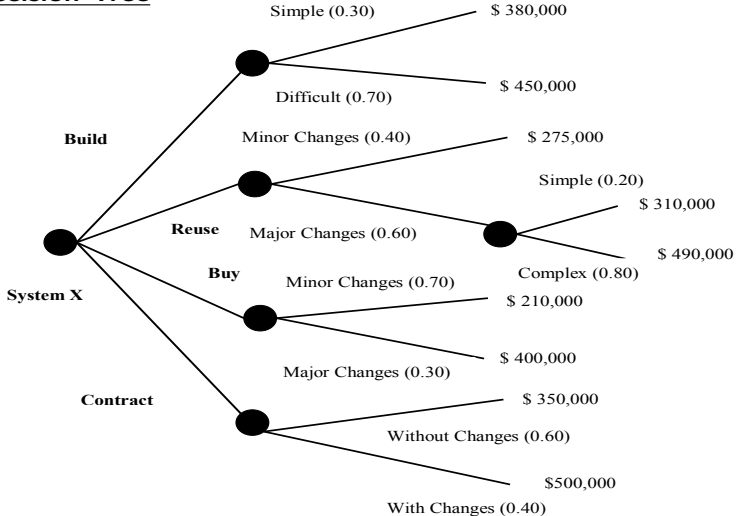 Simple (0.30)
$ 380,000
$ 450,000
Difficult (0.70)
Build
Minor Changes (0.40)
$ 275,000
Simple (0.20)
$ 310,000
Reuse
Major Changes (0.60)
$ 490,000
Complex (0.80)
Buy
Minor Changes (0.70)
$ 210,000
System X
$ 400,000
Major Changes (0.30)
Contract
$ 350,000
Without Changes (0.60)
$500,000
With Changes (0.40)